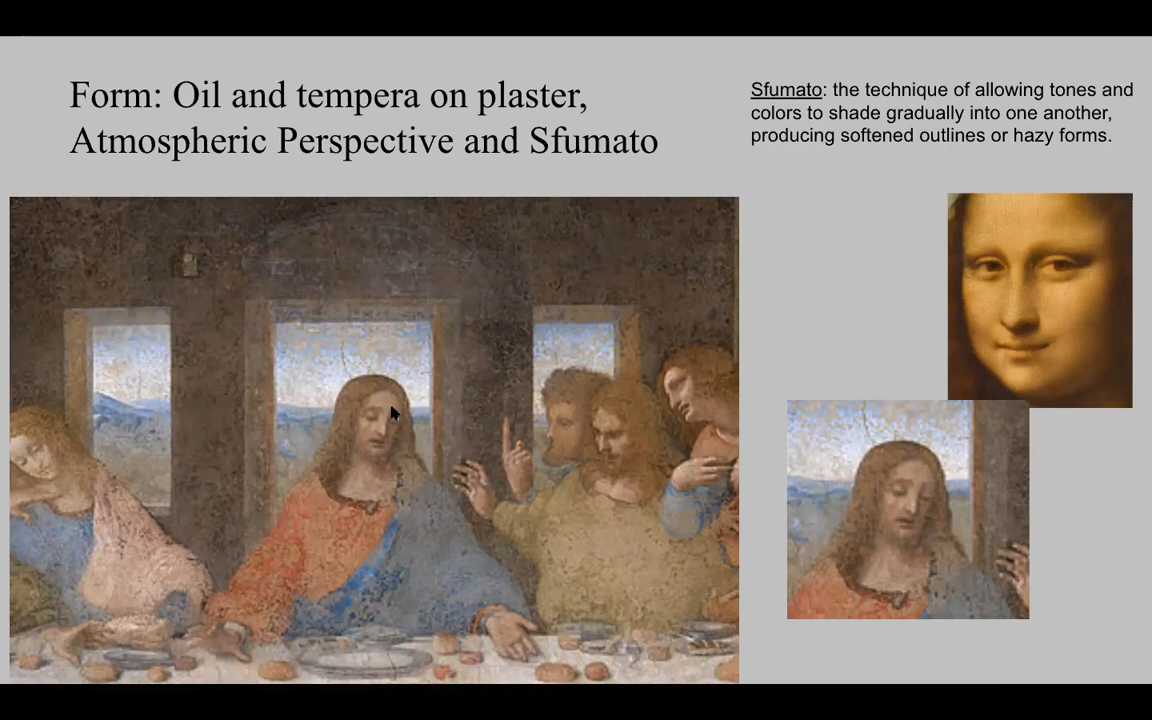 Form: Oil and tempera on plaster,
Atmospheric Perspective and Sfumato
Sfumato: the technique of allowing tones and
colors to shade gradually into one another,
producing softened outlines or hazy forms.